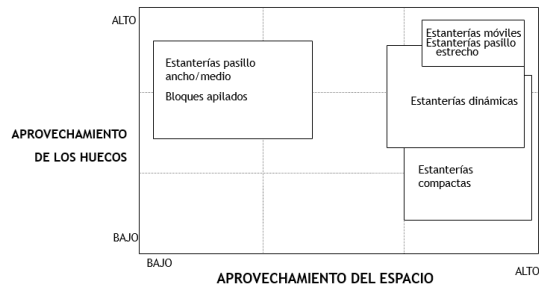 ALTO
Estanterías móviles
Estanterías pasillo
estrecho
Estanterías pasillo
ancho/medio
Bloques apilados
Estanterías dinámicas
APROVECHAMIENTO
DE LOS HUECOS
Estanterías
compactas
BAJO
BAJO
ALTO
APROVECHAMIENTO DEL ESPACIO